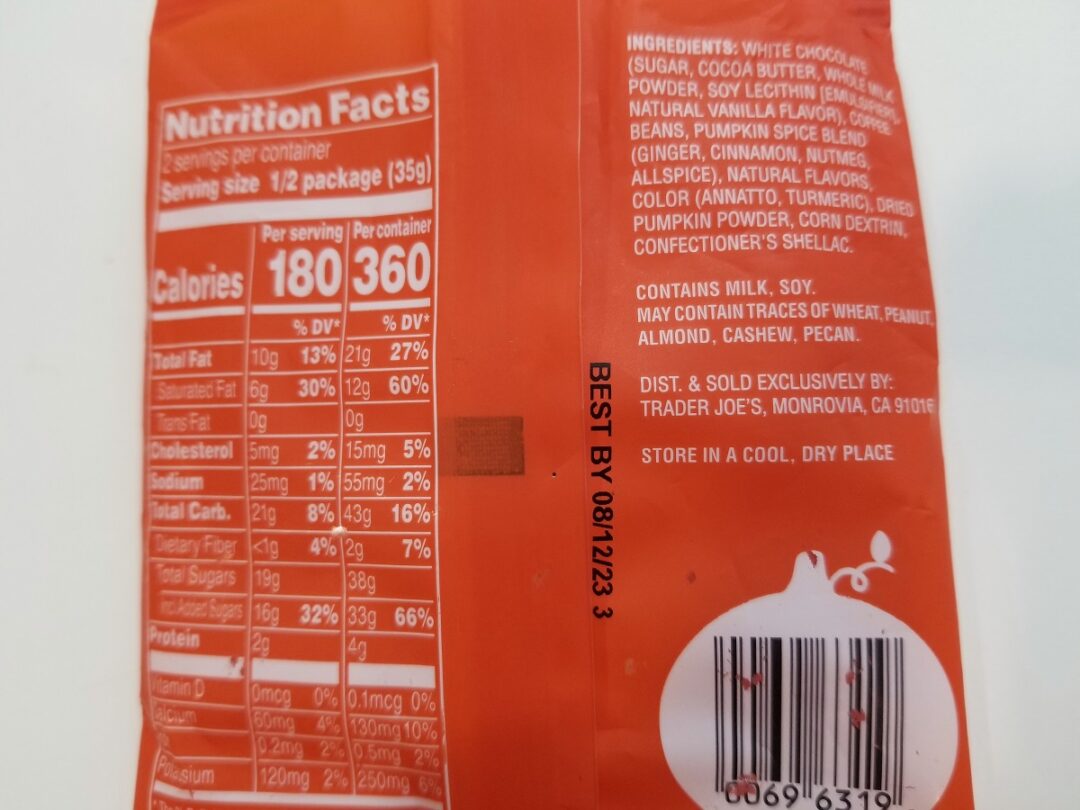 Nutrition Facts
2 servings per container
Serving size 1/2 package (35g)
Per serving Per container
Calories 180 360
% DV* % DV*
Total Fat 10g 13% 21g 27%
Saturated Fat 6g 30% 12g 60%
Trans Fat 0g 0g
Cholesterol 5mg 2% 15mg 5%
Sodium 25mg 1% 55mg 2%
Total Carb. 21g 8% 43g 16%
Dietary Fiber <1g 4% 2g 7%
Total Sugars 19g 38g
Incl. Added Sugars 16g 32% 33g 66%
Protein 2g 4g
Vitamin D 0mcg 0% 0.1mcg 0%
Calcium 60mg 4% 130mg 10%
0.2mg 2% 0.5mg 2%
Potassium 120mg 2% 250mg 6%
BEST BY 08/12/23 3
INGREDIENTS: WHITE CHOCOLATE
(SUGAR, COCOA BUTTER, WHOLE MILK
POWDER, SOY LECITHIN [EMULSIFIER],
NATURAL VANILLA FLAVOR), COFFEE
BEANS, PUMPKIN SPICE BLEND
(GINGER, CINNAMON, NUTMEG,
ALLSPICE), NATURAL FLAVORS,
COLOR (ANNATTO, TURMERIC), DRIED
PUMPKIN POWDER, CORN DEXTRIN,
CONFECTIONER'S SHELLAC.
CONTAINS MILK, SOY.
MAY CONTAIN TRACES OF WHEAT, PEANUT,
ALMOND, CASHEW, PECAN.
DIST. & SOLD EXCLUSIVELY BY:
TRADER JOE'S, MONROVIA, CA 91016
STORE IN A COOL, DRY PLACE
0069 6319